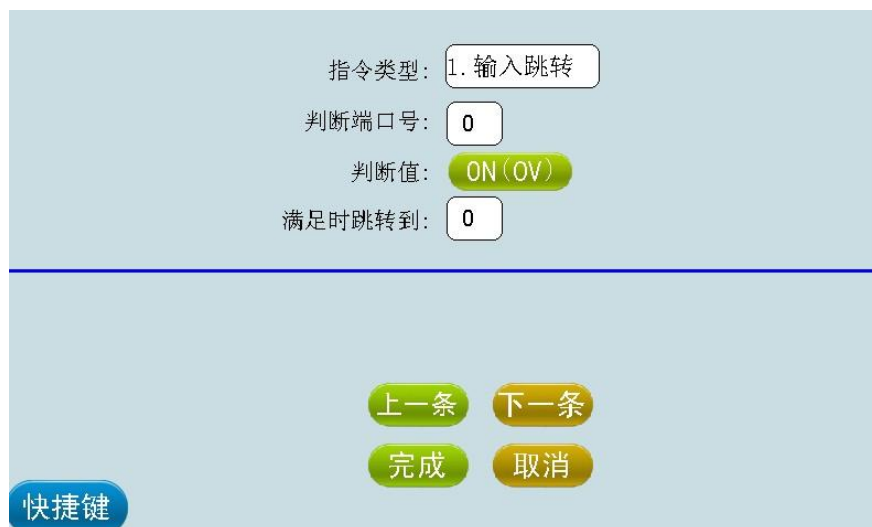 指令类型: 1.输入跳转
判断端口号: 0
判断值: ON(OV)
满足时跳转到: 0
上一条 下一条
完成 取消
快捷键